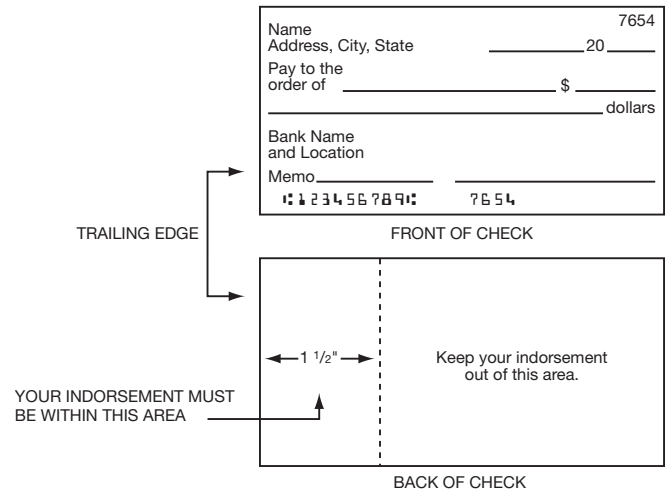 7654
Name
Address, City, State 20
Pay to the
order of $
dollars
Bank Name
and Location
Memo
⑆123456789⑆ 7654
TRAILING EDGE
FRONT OF CHECK
1 1/2"
Keep your indorsement
out of this area.
YOUR INDORSEMENT MUST
BE WITHIN THIS AREA
BACK OF CHECK